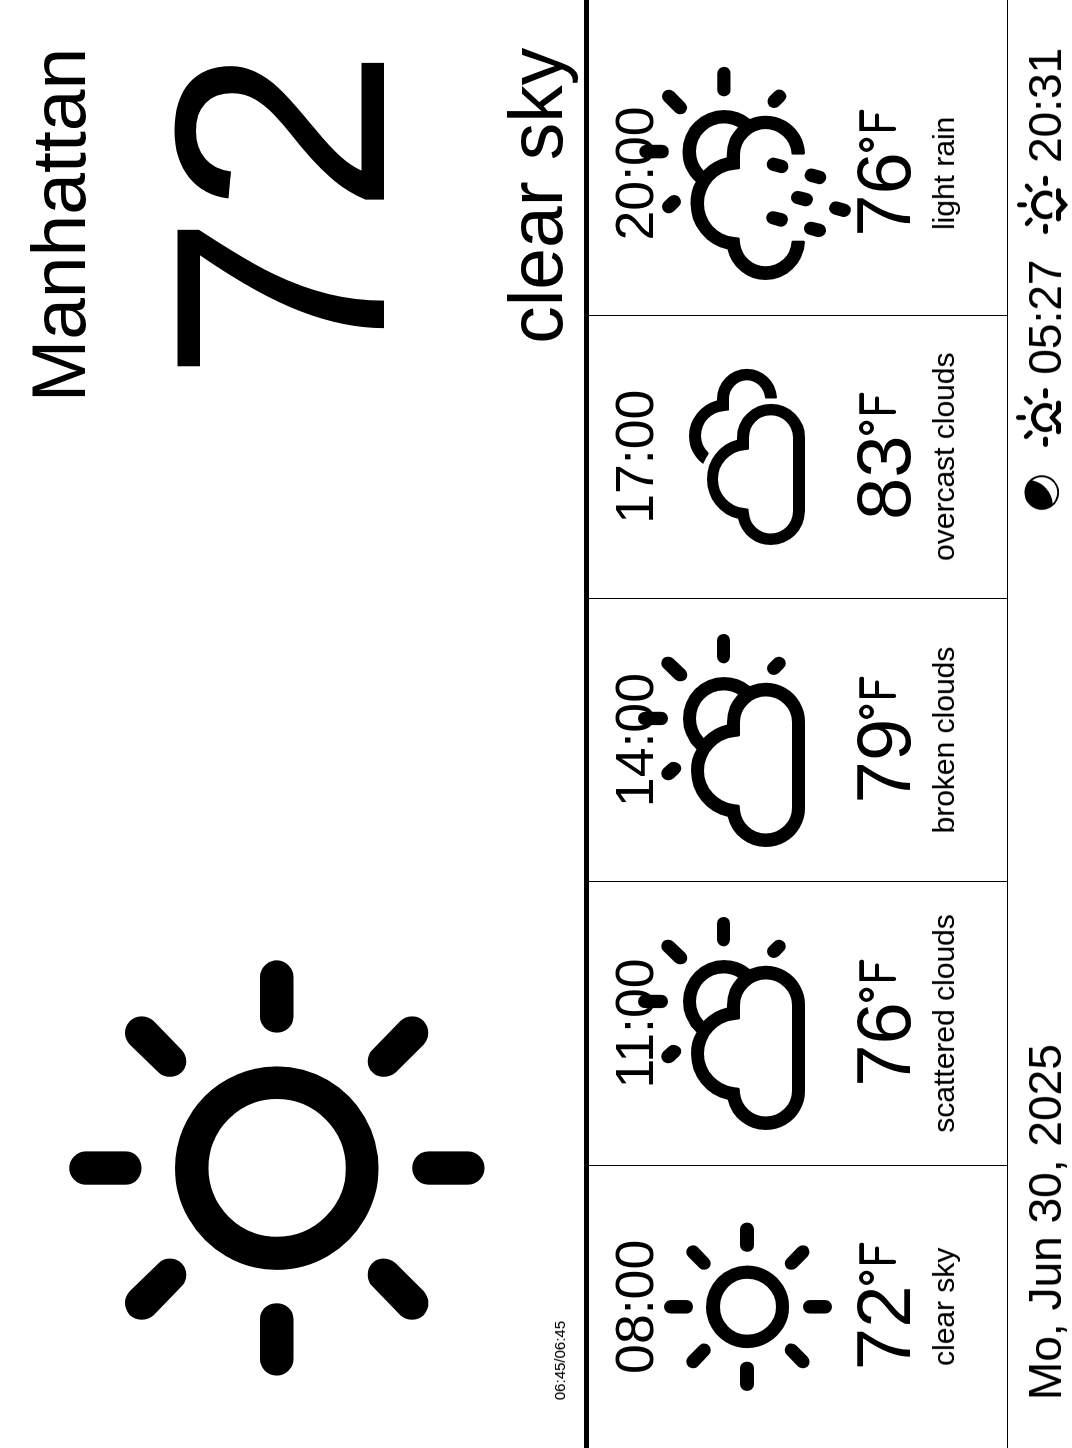 Manhattan
72
clear sky
06:45/06:45
08:00 11:00 14:00 17:00 20:00
72°F 76°F 79°F 83°F 76°F
clear sky scattered clouds broken clouds overcast clouds light rain
Mo, Jun 30, 2025 05:27 20:31